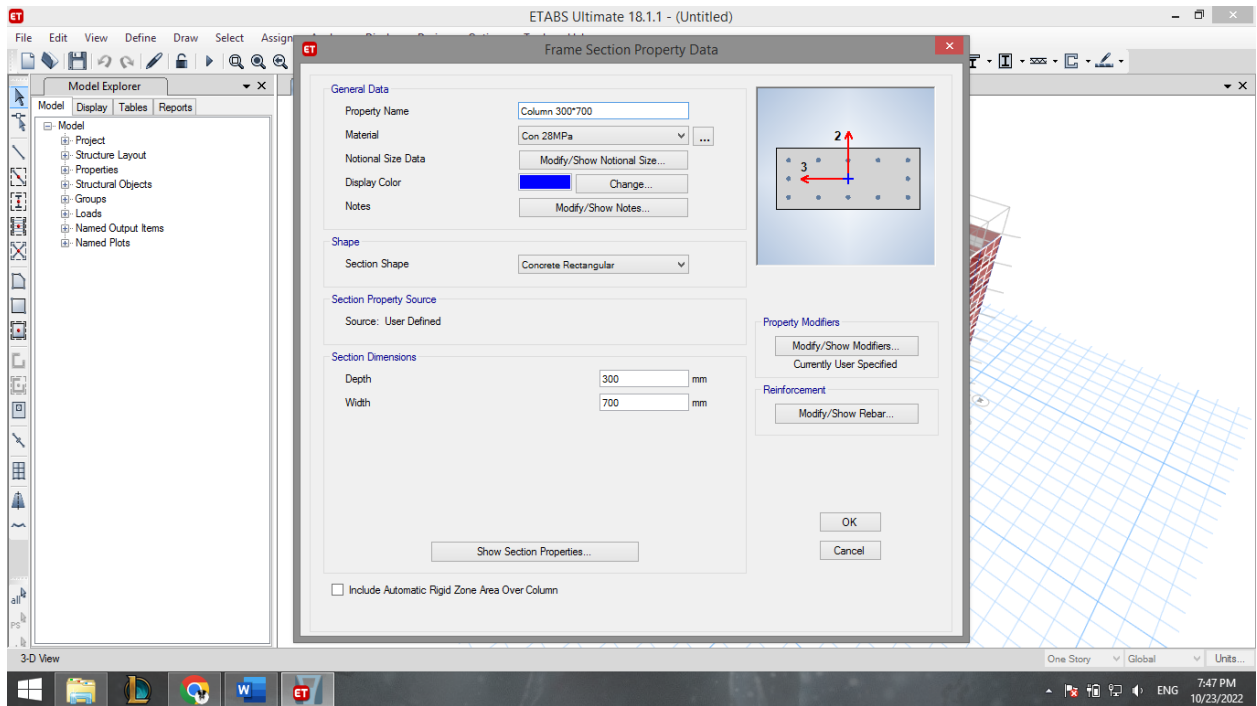 ET
ETABS Ultimate 18.1.1 - (Untitled)
File Edit View Define Draw Select Assign
ET
Frame Section Property Data
Model Explorer
Model Display Tables Reports
Model
Project
Structure Layout
Properties
Structural Objects
Groups
Loads
Named Output Items
Named Plots
General Data
Property Name
Column 300*700
Material
Con 28MPa
...
Notional Size Data
Modify/Show Notional Size...
Display Color
Change...
Notes
Modify/Show Notes...
2
3
Shape
Section Shape
Concrete Rectangular
Section Property Source
Source: User Defined
Property Modifiers
Modify/Show Modifiers...
Currently User Specified
Section Dimensions
Depth
300
mm
Width
700
mm
Reinforcement
Modify/Show Rebar...
OK
Show Section Properties...
Cancel
Include Automatic Rigid Zone Area Over Column
all
PS
3-D View
One Story
Global
Units...
W
ET
ENG
7:47 PM
10/23/2022